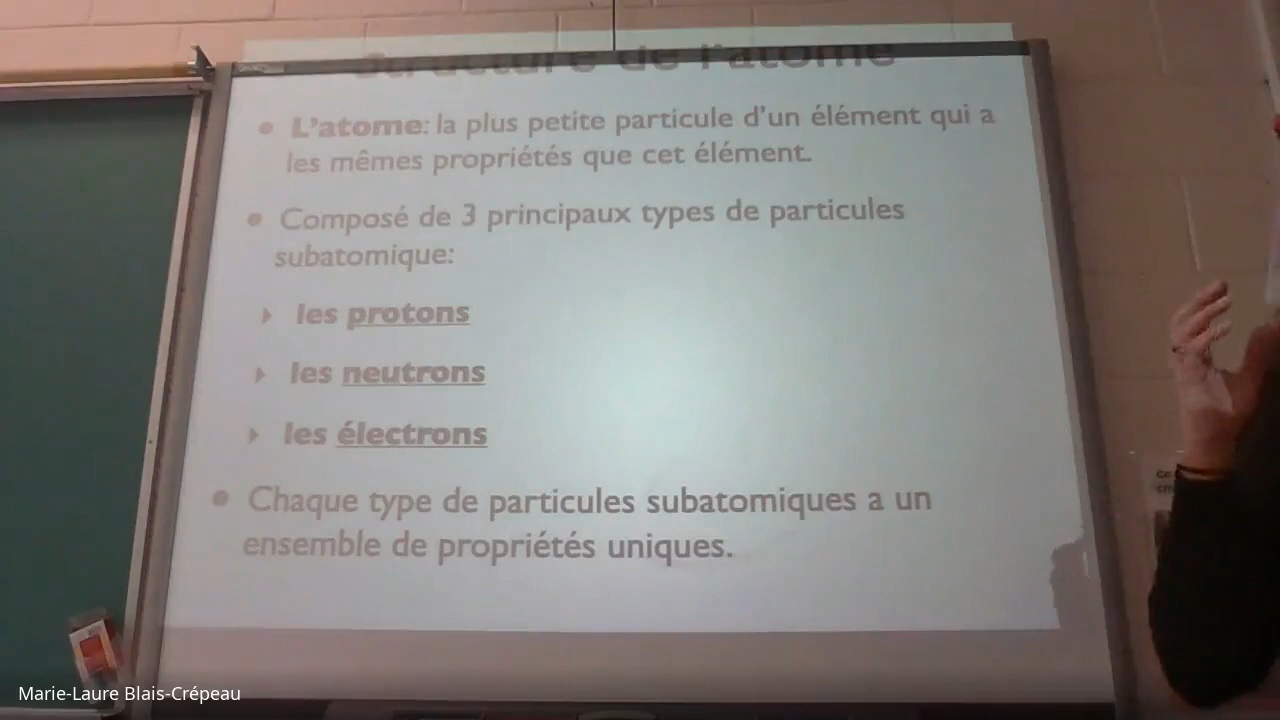 Structure de l'atome
• L'atome: la plus petite particule d'un élément qui a
les mêmes propriétés que cet élément.
• Composé de 3 principaux types de particules
subatomique:
‣ les protons
‣ les neutrons
‣ les électrons
• Chaque type de particules subatomiques a un
ensemble de propriétés uniques.
Marie-Laure Blais-Crépeau